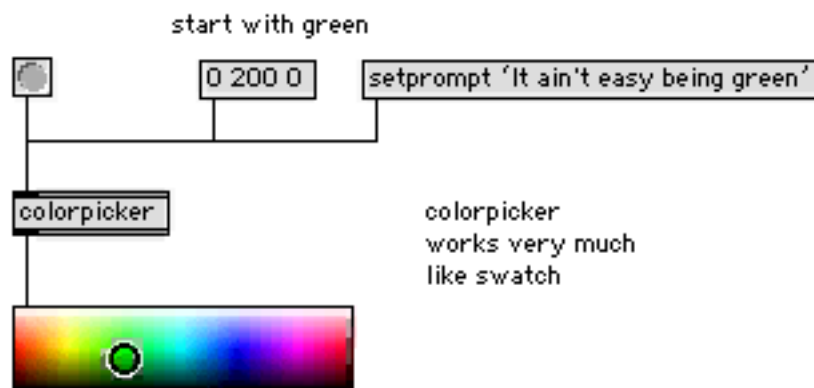 start with green
0 200 0
setprompt 'It ain't easy being green'
colorpicker
colorpicker
works very much
like swatch